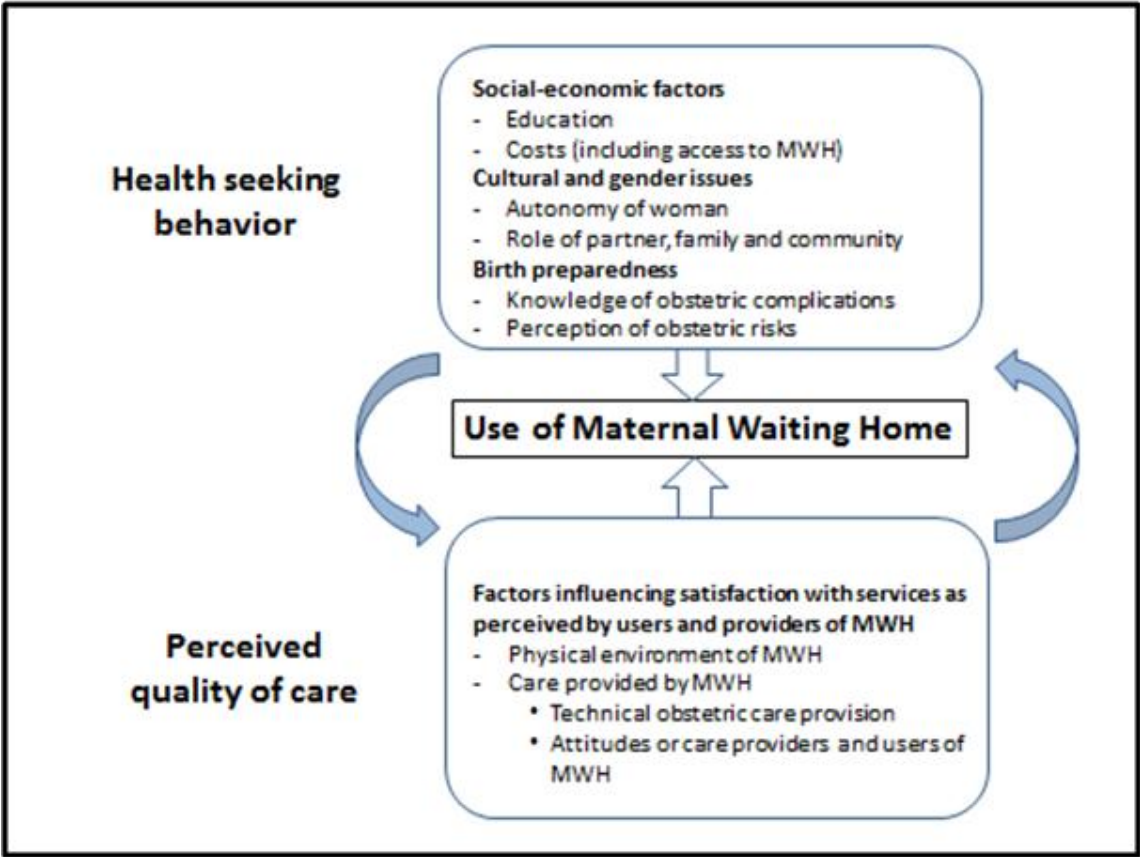 Health seeking
behavior
Social-economic factors
- Education
- Costs (including access to MWH)
Cultural and gender issues
- Autonomy of woman
- Role of partner, family and community
Birth preparedness
- Knowledge of obstetric complications
- Perception of obstetric risks
Use of Maternal Waiting Home
Perceived
quality of care
Factors influencing satisfaction with services as
perceived by users and providers of MWH
- Physical environment of MWH
- Care provided by MWH
• Technical obstetric care provision
• Attitudes or care providers and users of
MWH